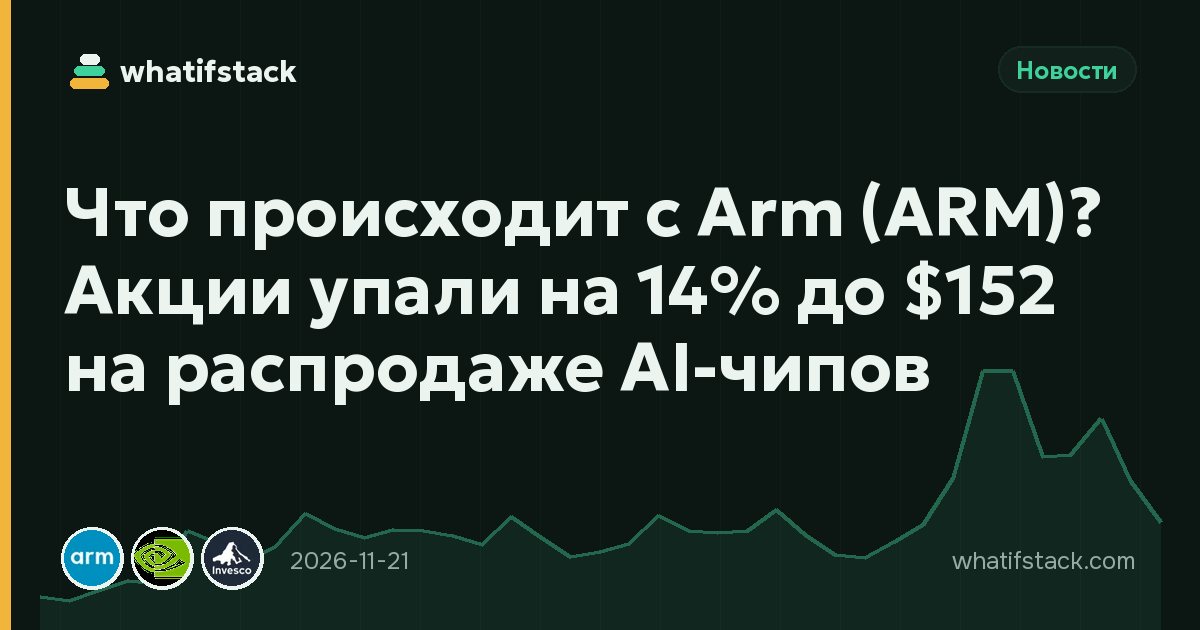 whatifstack
Новости
Что происходит с Arm (ARM)?
Акции упали на 14% до $152
на распродаже AI-чипов
arm
Invesco
2026-11-21
whatifstack.com